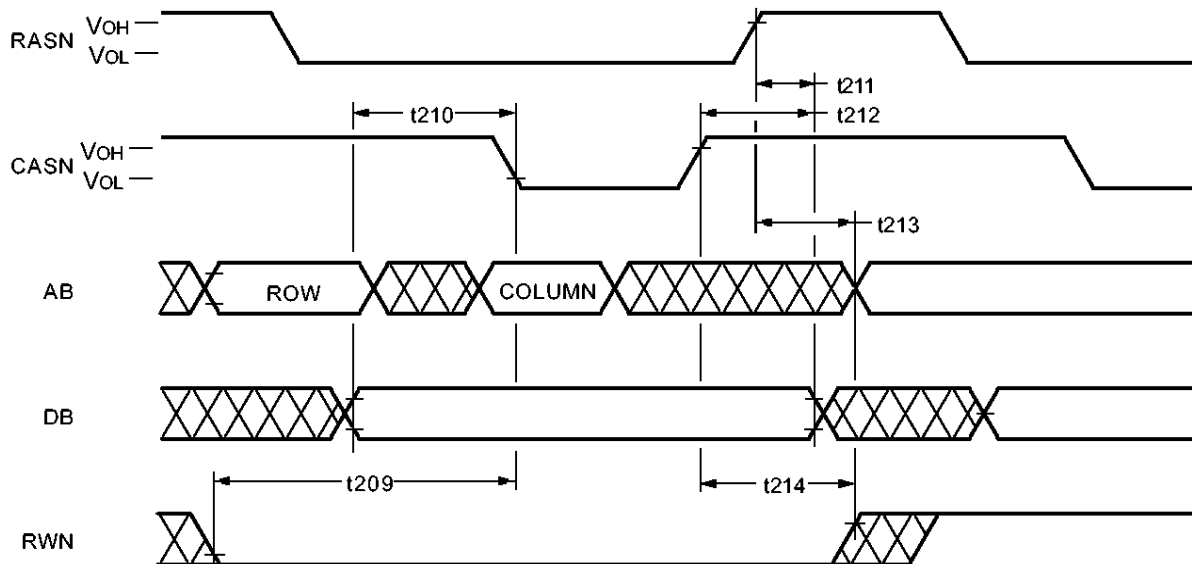 RASN VOH
VOL
t211
t210
t212
CASN VOH
VOL
t213
AB ROW COLUMN
DB
t209
t214
RWN